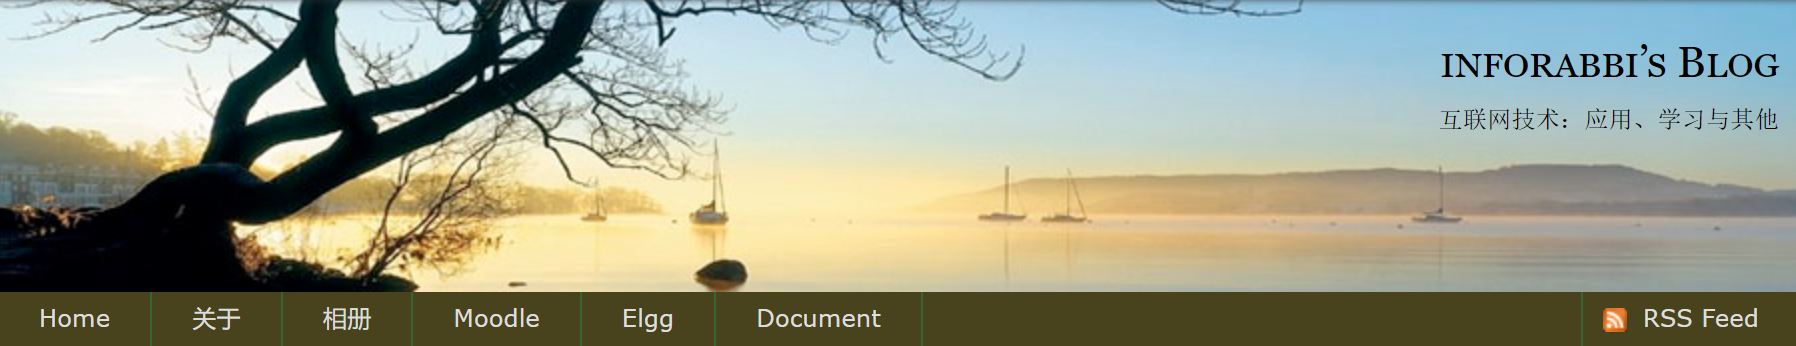 INFORABBI'S BLOG
互联网技术：应用、学习与其他
Home
关于
相册
Moodle
Elgg
Document
RSS Feed